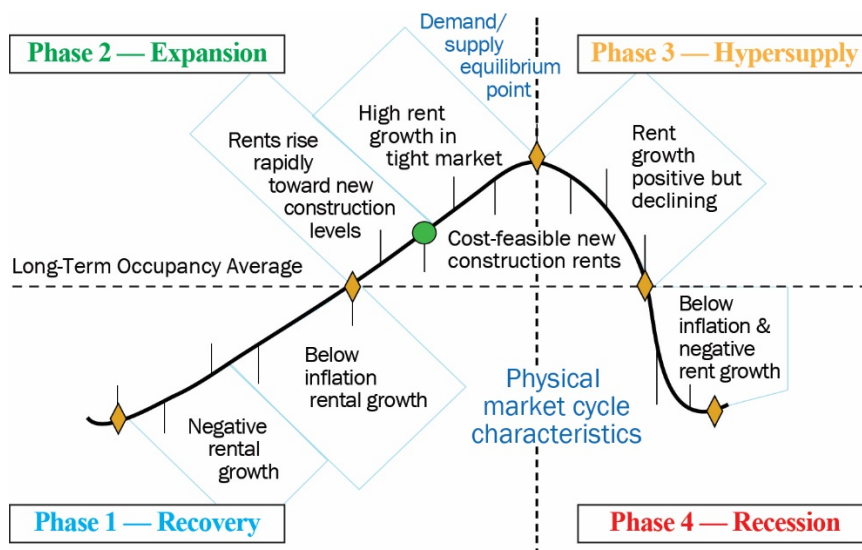 Phase 2 — Expansion
Demand/
supply
equilibrium
point
Phase 3 — Hypersupply
High rent
growth in
tight market
Rents rise
rapidly
toward new
construction
levels
Rent
growth
positive but
declining
Cost-feasible new
construction rents
Long-Term Occupancy Average
Below
inflation
rental growth
Below
inflation &
negative
rent growth
Physical
market cycle
characteristics
Negative
rental
growth
Phase 1 — Recovery
Phase 4 — Recession